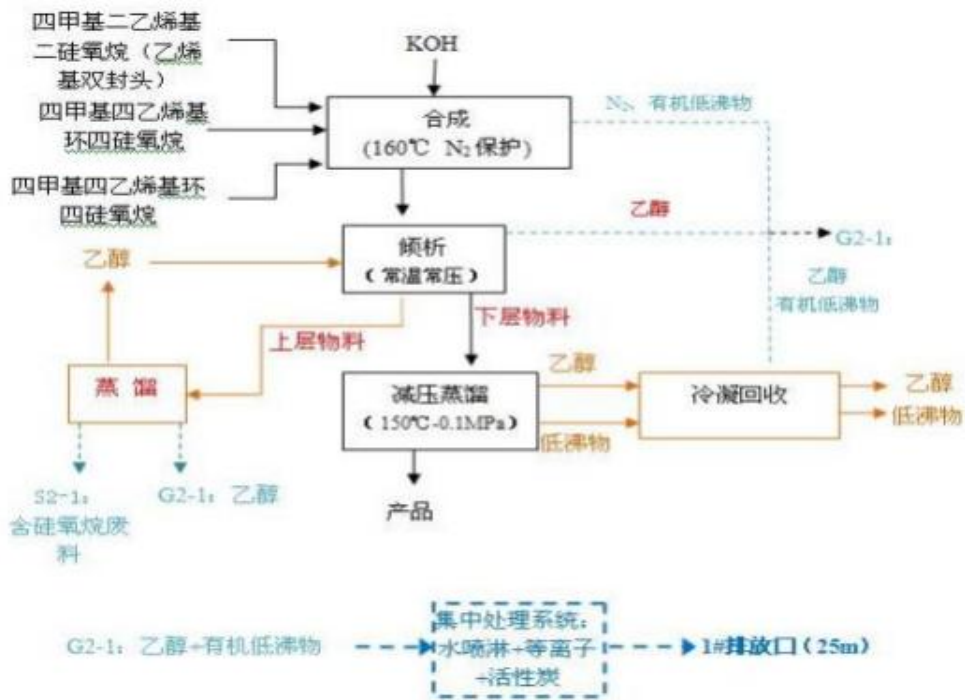 四甲基二乙烯基
二硅氧烷（乙烯
基双封头）
KOH
四甲基四乙烯基
环四硅氧烷
合成
(160℃ N2保护)
N2、有机低沸物
四甲基四乙烯基环
四硅氧烷
乙醇
倾析
（常温常压）
G2-1：
乙醇
乙醇
有机低沸物
上层物料
下层物料
蒸 馏
减压蒸馏
（150℃-0.1MPa）
乙醇
低沸物
冷凝回收
乙醇
低沸物
S2-1：
含硅氧烷废
料
G2-1：乙醇
产品
G2-1：乙醇+有机低沸物
集中处理系统：
水喷淋+等离子
+活性炭
1#排放口（25m）